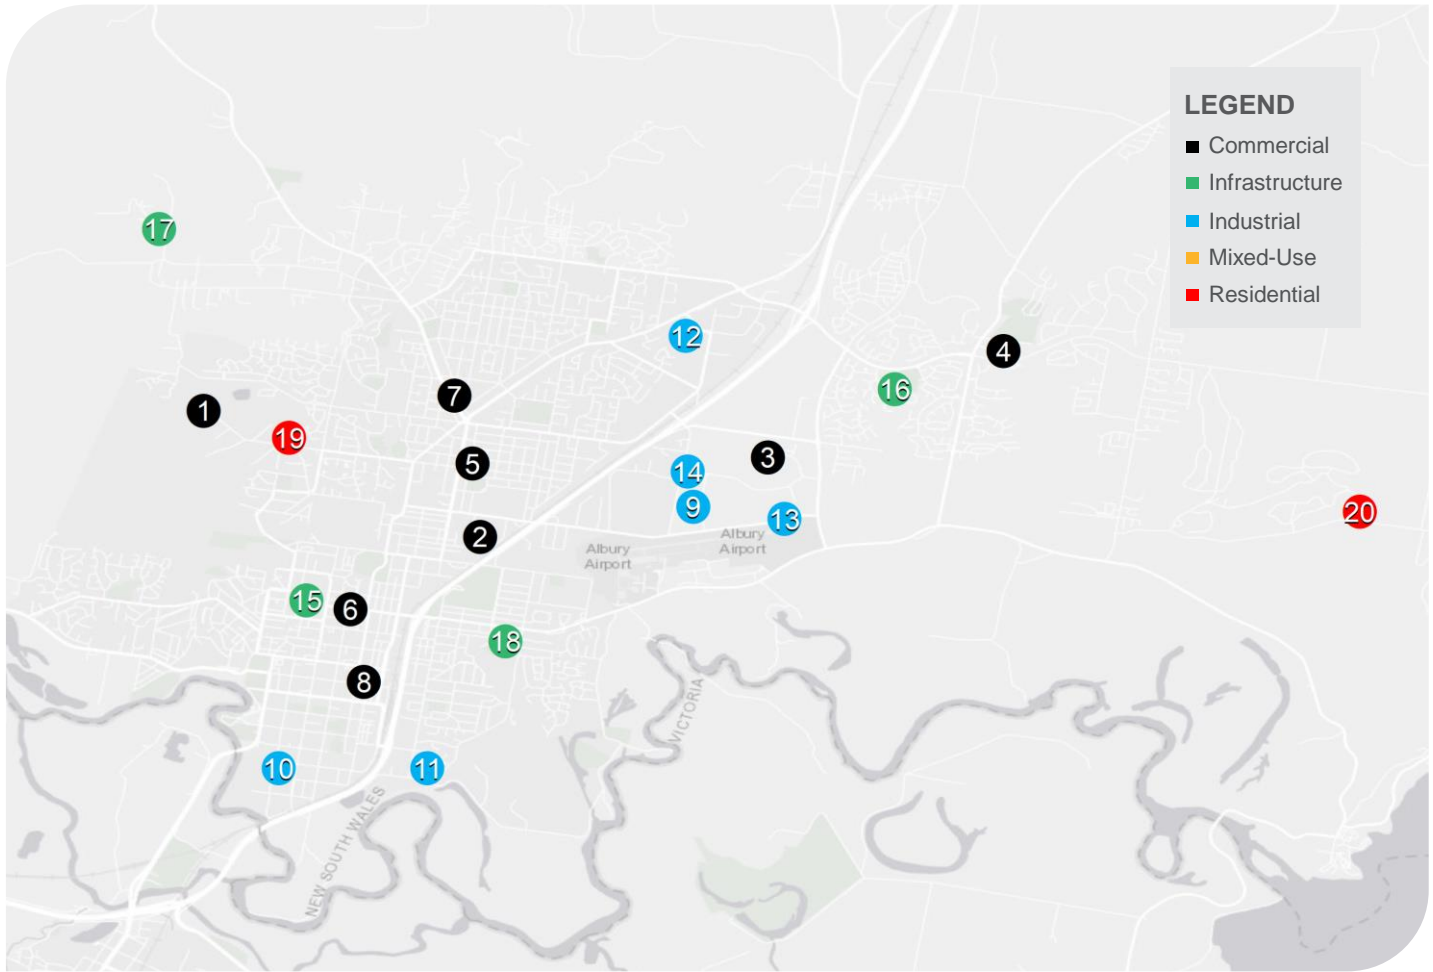 LEGEND
Commercial
Infrastructure
Industrial
Mixed-Use
Residential
17
12
4
16
7
1
19
5
3
14
9
13
20
2
Albury
Airport
Albury
Airport
15
6
18
8
VICTORIA
10
11
NEW SOUTH WALES